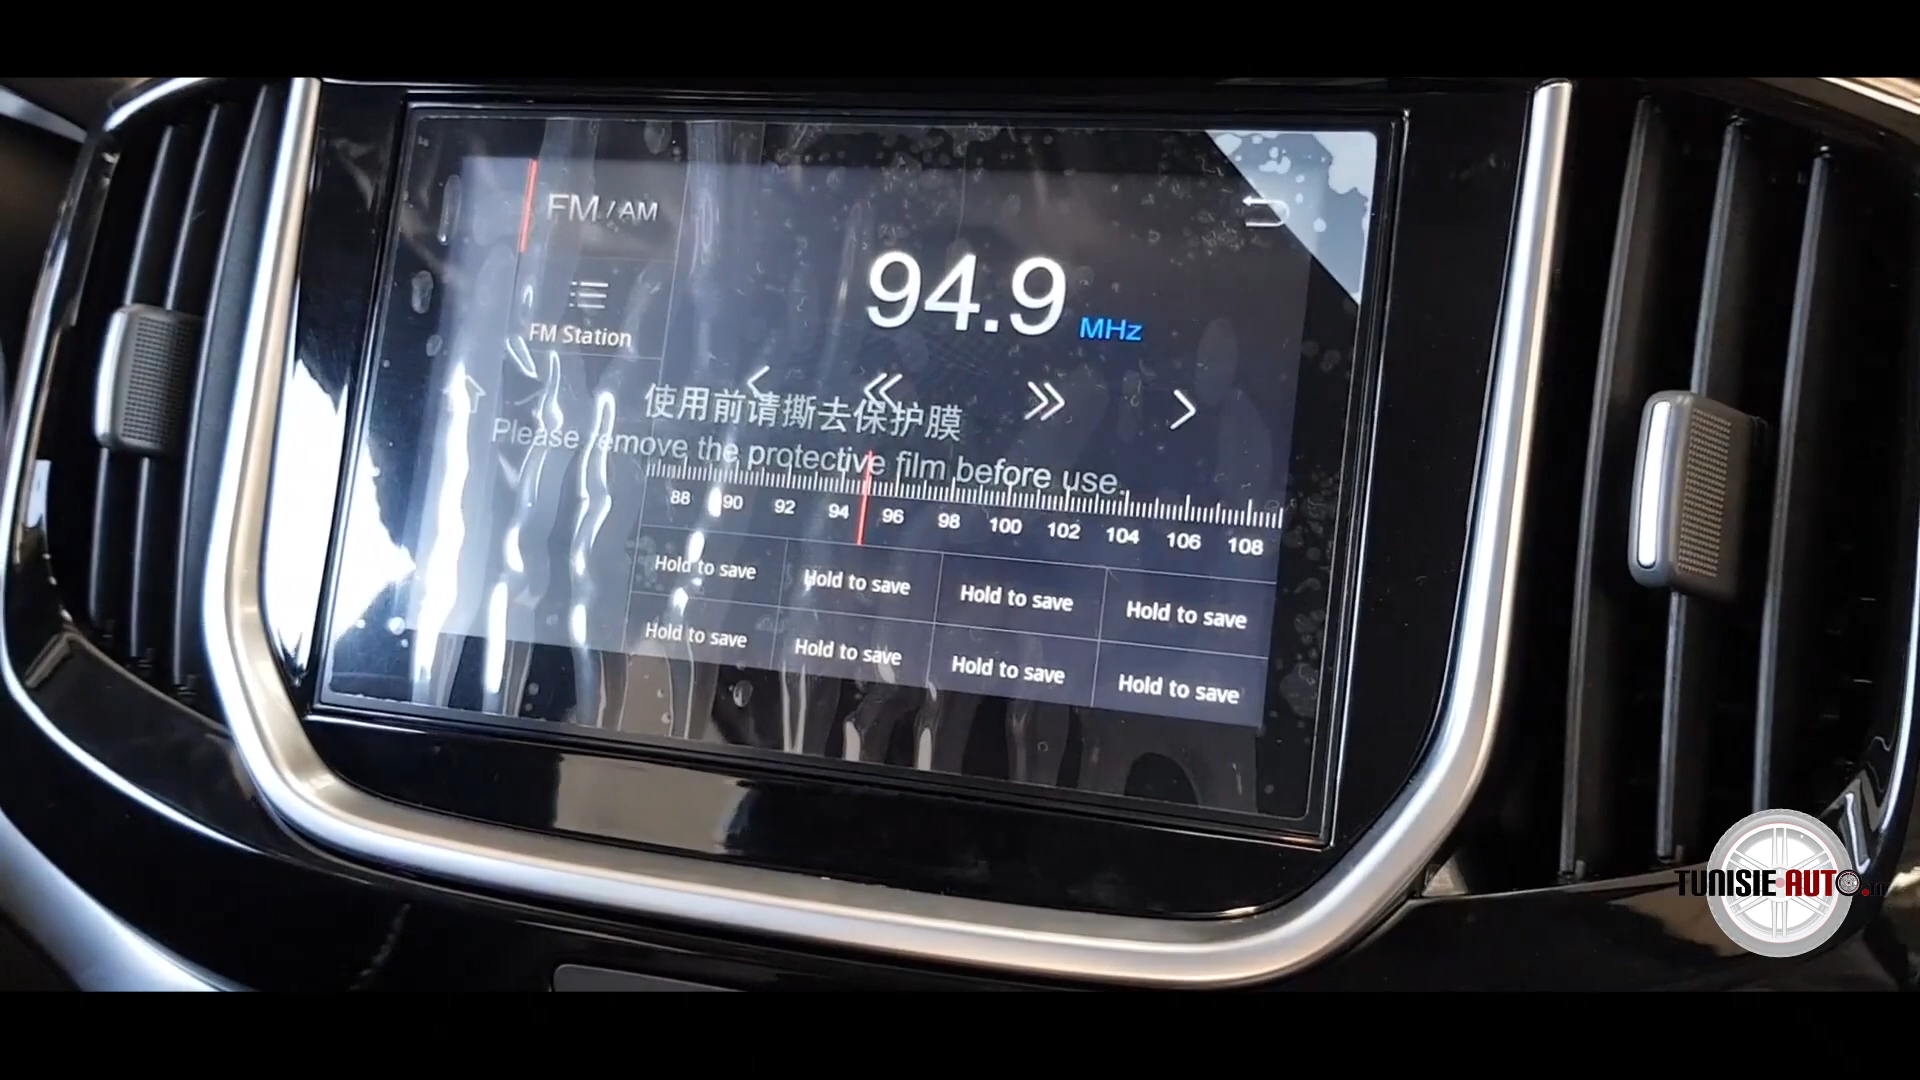 FM / AM
94.9 MHz
FM Station
使用前请撕去保护膜
Please remove the protective film before use.
88 90 92 94 96 98 100 102 104 106 108
Hold to save Hold to save Hold to save Hold to save
Hold to save Hold to save Hold to save Hold to save
TUNISIE-AUTO.tn